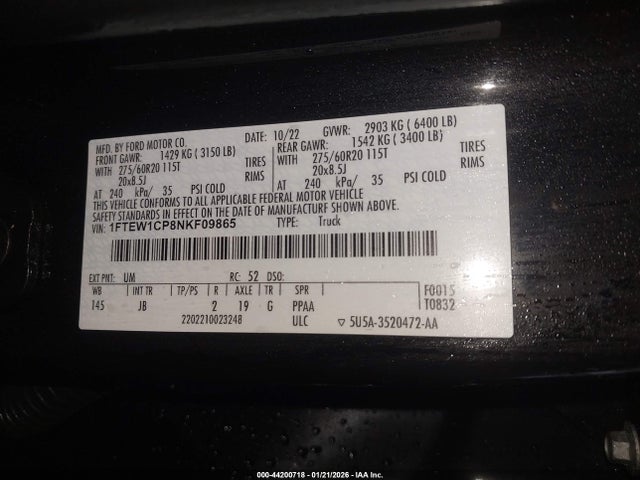 MFD. BY FORD MOTOR CO.
DATE: 10/22 GVWR: 2903 KG ( 6400 LB)
FRONT GAWR: 1429 KG ( 3150 LB)
REAR GAWR: 1542 KG ( 3400 LB)
WITH 275/60R20 115T TIRES
WITH 275/60R20 115T TIRES
20x8.5J RIMS
20x8.5J RIMS
AT 240 kPa/ 35 PSI COLD
AT 240 kPa/ 35 PSI COLD
THIS VEHICLE CONFORMS TO ALL APPLICABLE FEDERAL MOTOR VEHICLE
SAFETY STANDARDS IN EFFECT ON THE DATE OF MANUFACTURE SHOWN ABOVE.
VIN: 1FTEW1CP8NKF09865 TYPE: Truck
EXT PNT: UM RC: 52 DSO:
WB INT TR TP/PS R AXLE TR SPR F0015
145 JB 2 19 G PPAA T0832
2202210023248 ULC ▽ 5U5A-3520472-AA
000-44200718 - 01/21/2026 - IAA Inc.